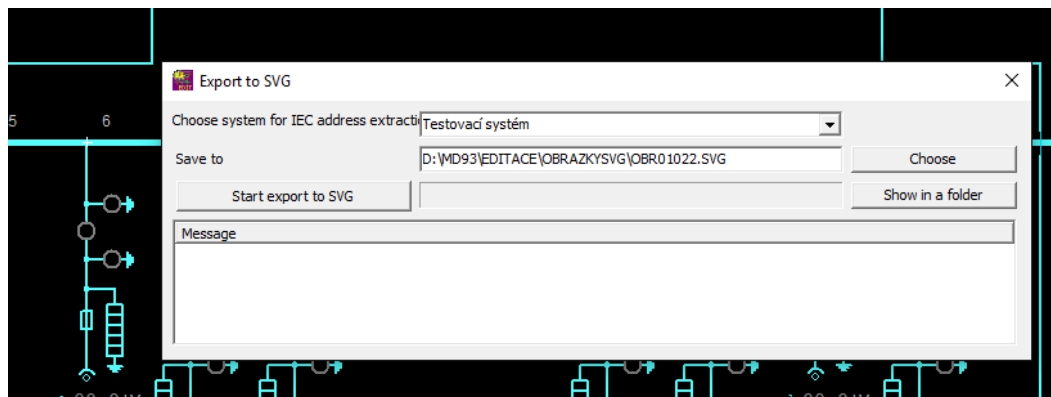 Export to SVG
5 6
Choose system for IEC address extracti Testovací systém
Save to D:\MD93\EDITACE\OBRAZKYSVG\OBR01022.SVG Choose
Start export to SVG Show in a folder
Message